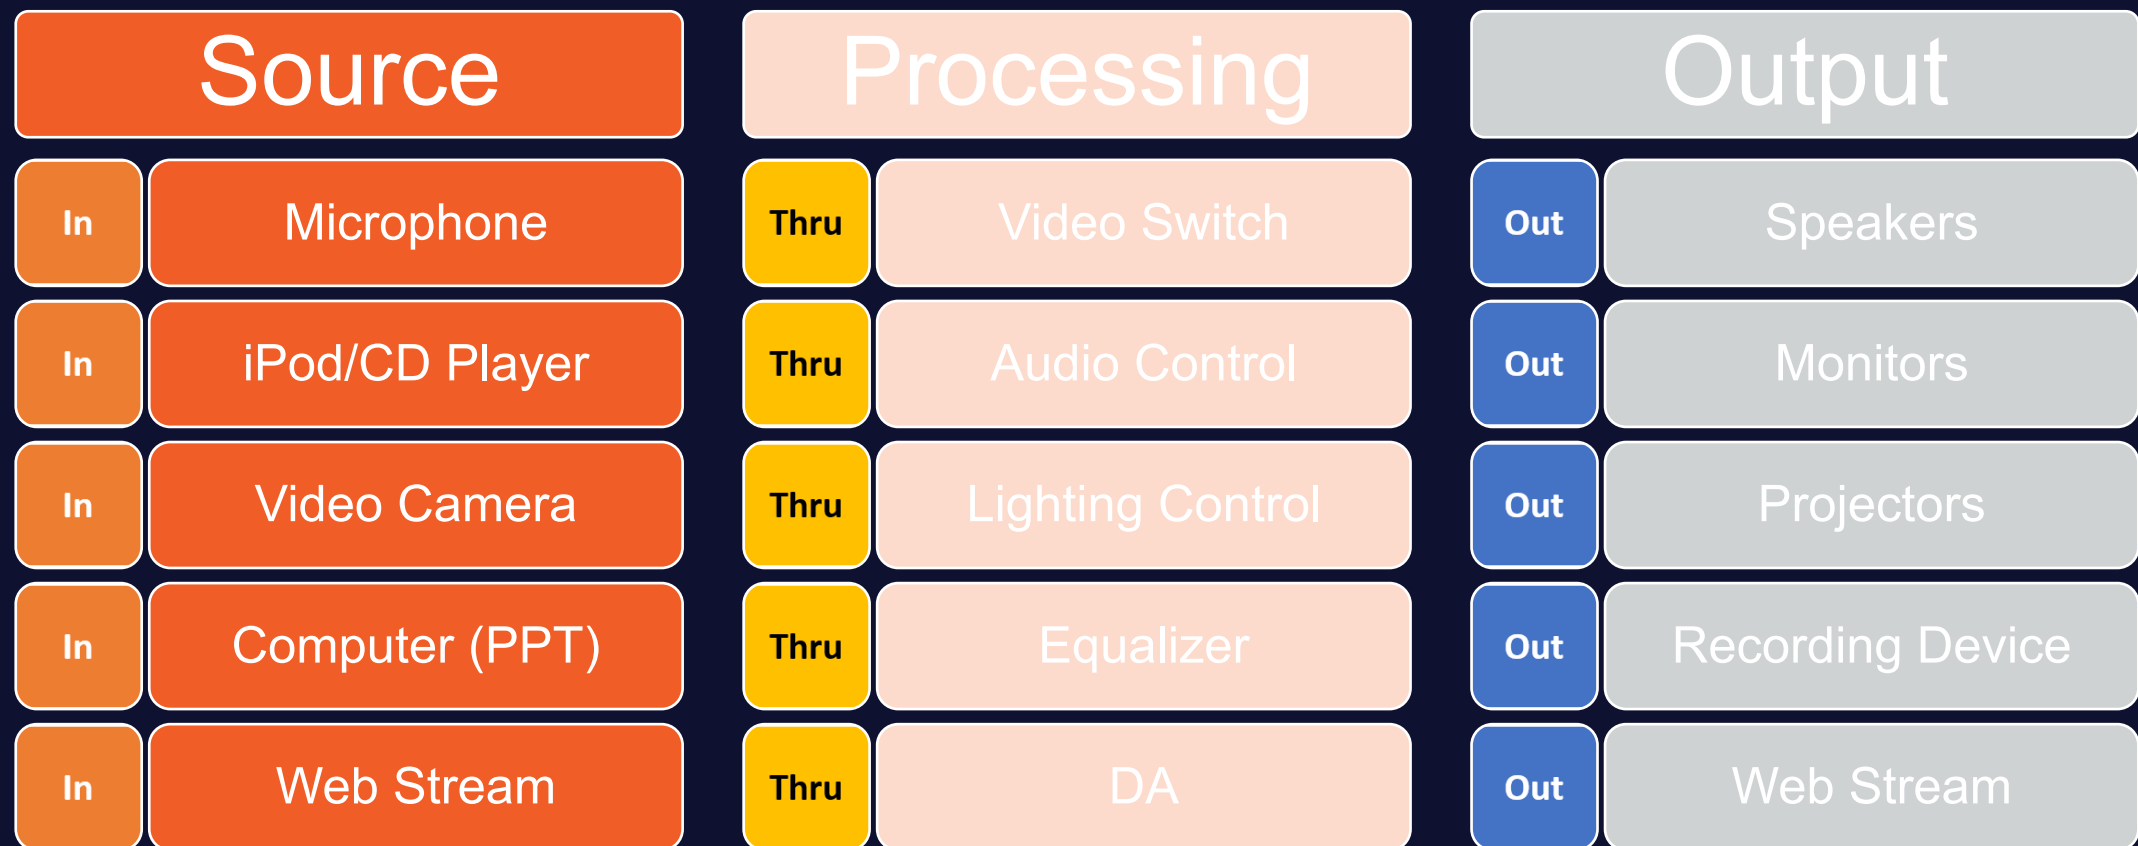 Source
Processing
Output
In
Microphone
Thru
Video Switch
Out
Speakers
In
iPod/CD Player
Thru
Audio Control
Out
Monitors
In
Video Camera
Thru
Lighting Control
Out
Projectors
In
Computer (PPT)
Thru
Equalizer
Out
Recording Device
In
Web Stream
Thru
DA
Out
Web Stream